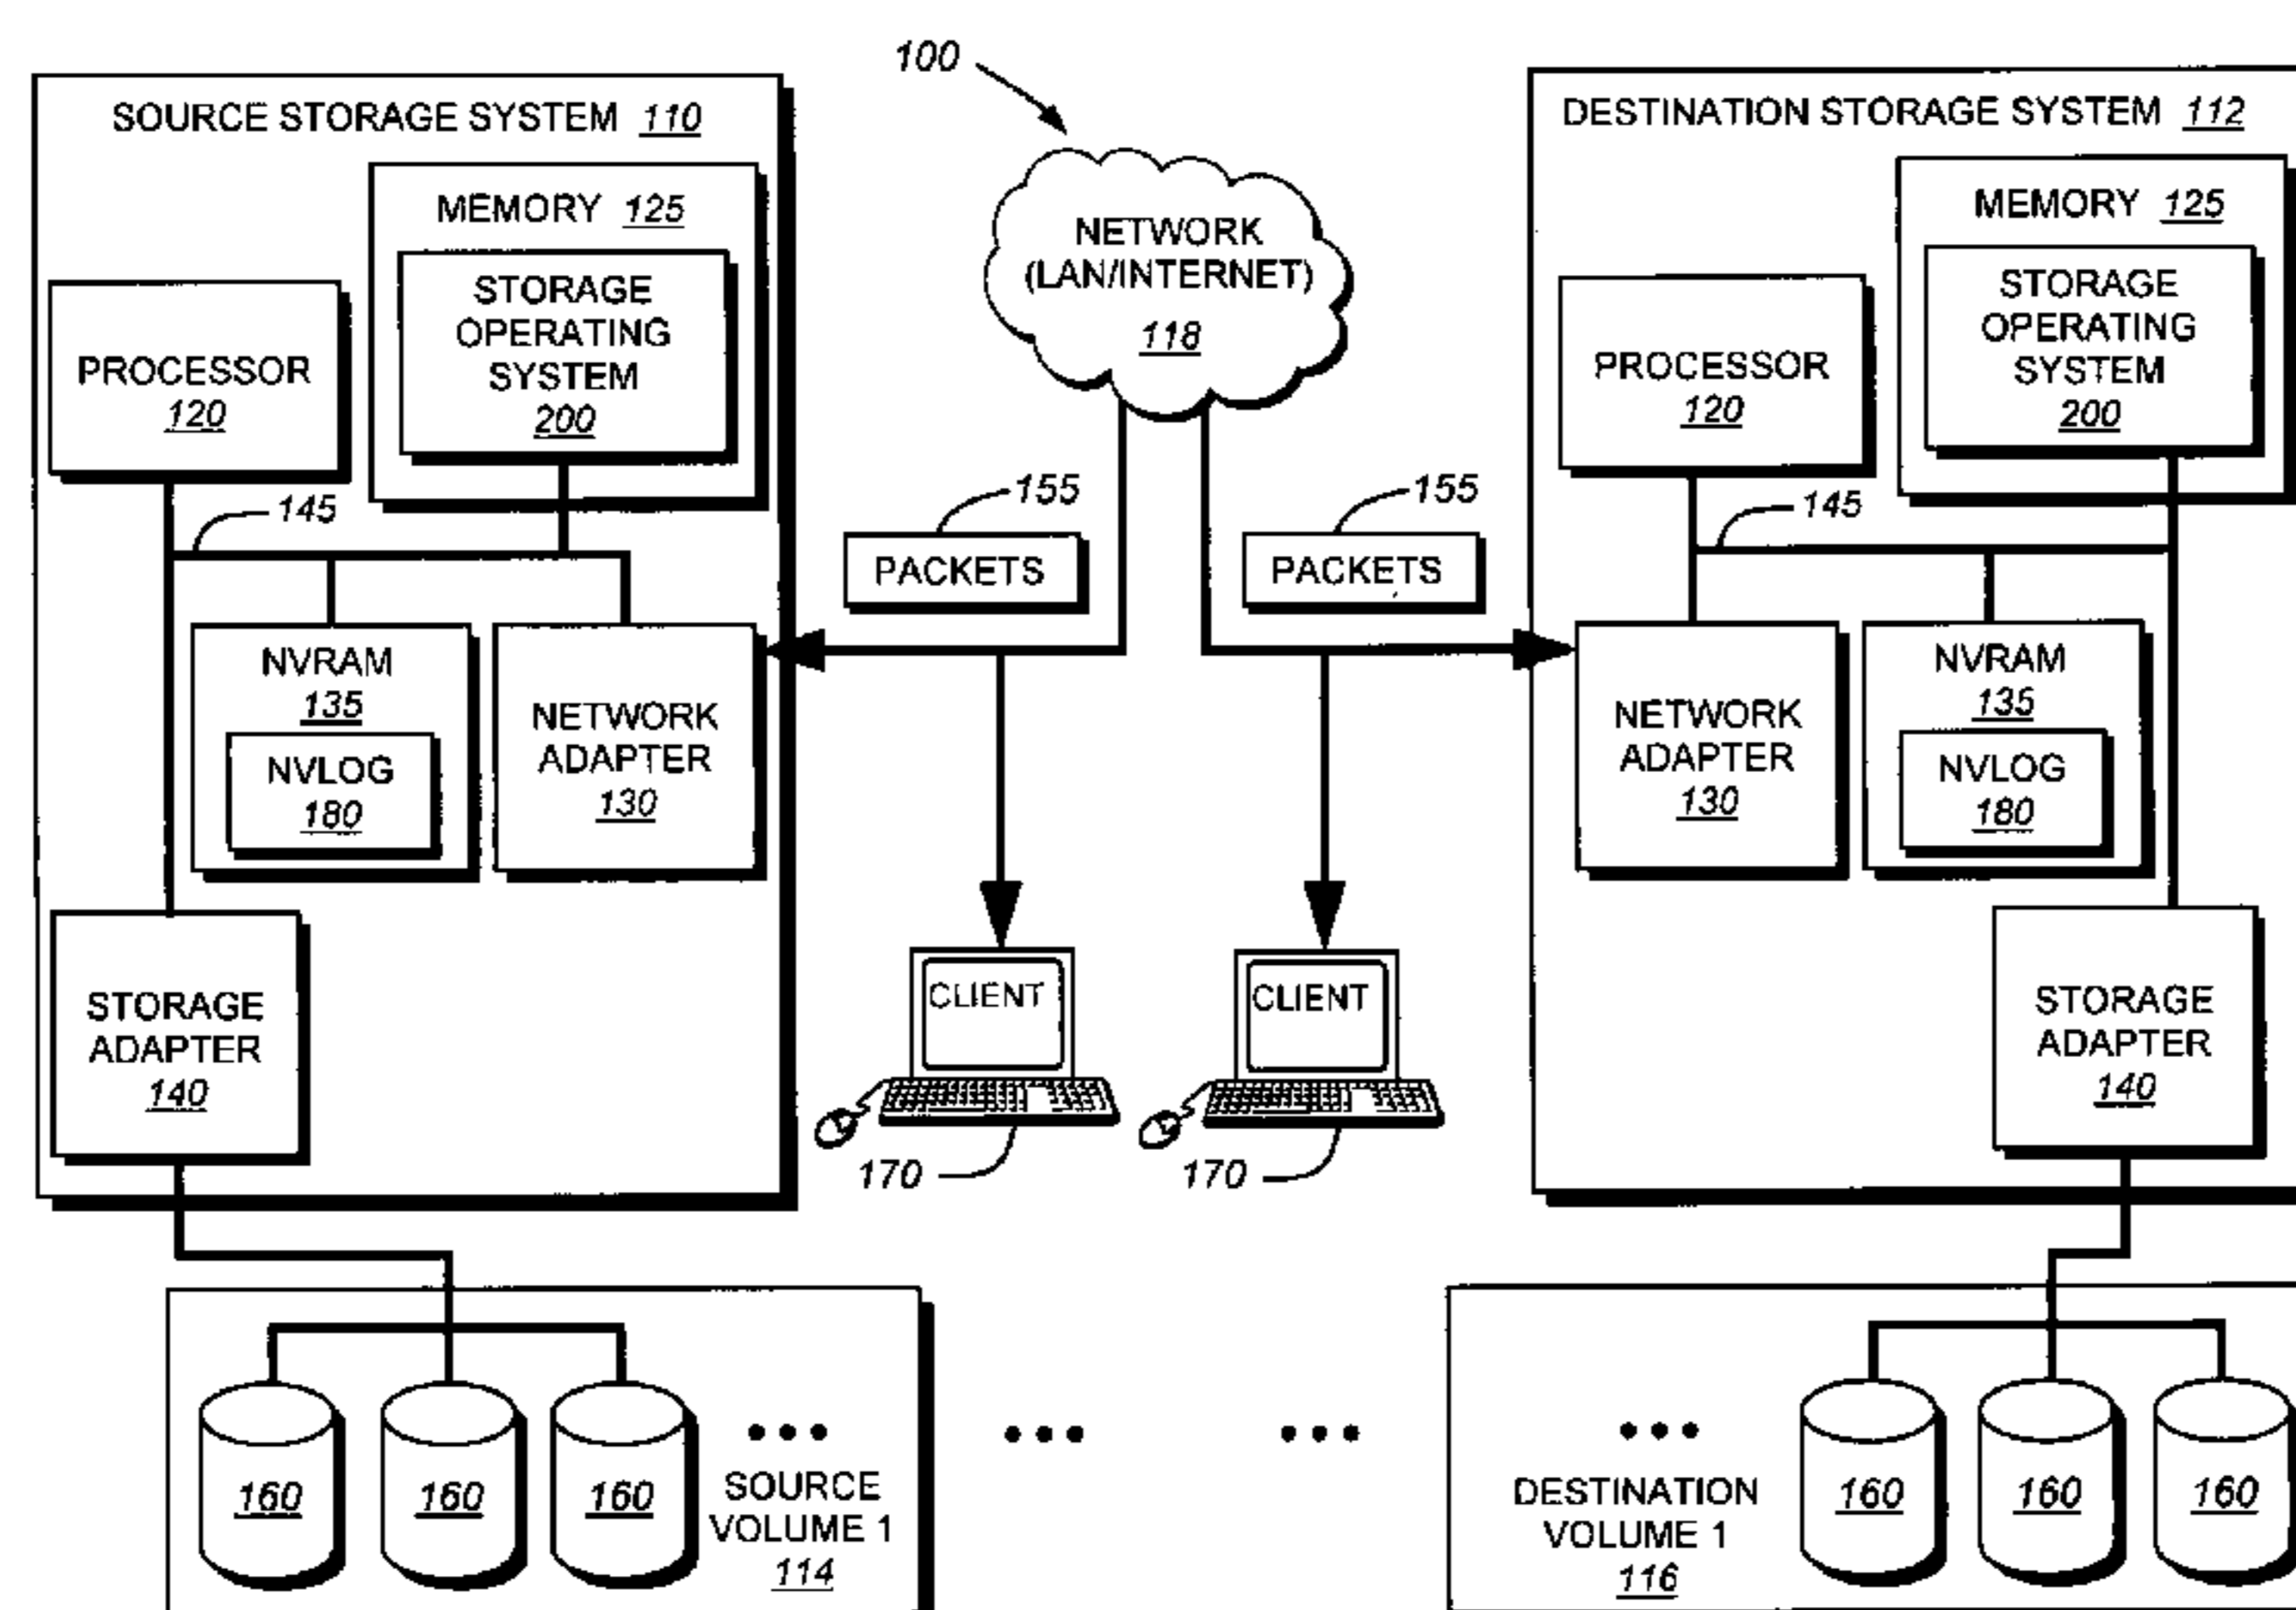 100
SOURCE STORAGE SYSTEM 110
MEMORY 125
STORAGE
OPERATING
SYSTEM
200
PROCESSOR
120
145
NVRAM
135
NVLOG
180
NETWORK
ADAPTER
130
STORAGE
ADAPTER
140
NETWORK
(LAN/INTERNET)
118
155
PACKETS
155
PACKETS
CLIENT
170
CLIENT
170
DESTINATION STORAGE SYSTEM 112
MEMORY 125
STORAGE
OPERATING
SYSTEM
200
PROCESSOR
120
145
NETWORK
ADAPTER
130
NVRAM
135
NVLOG
180
STORAGE
ADAPTER
140
160
160
160
SOURCE
VOLUME 1
114
DESTINATION
VOLUME 1
116
160
160
160